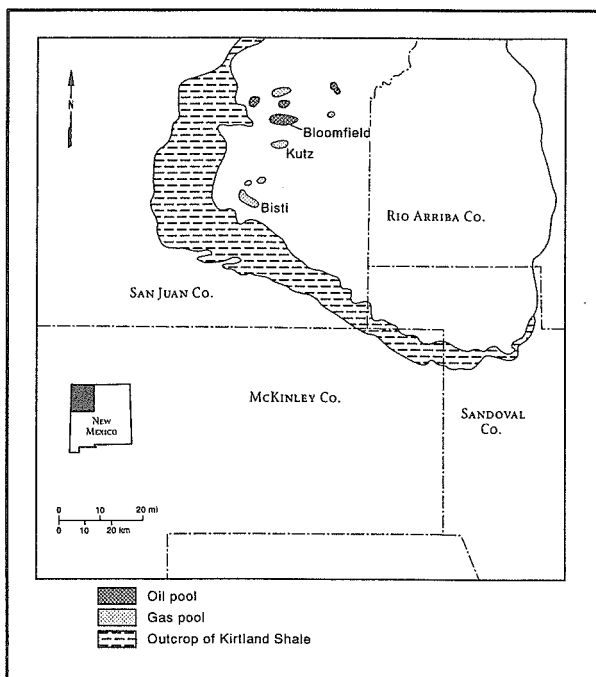 N
Bloomfield
Kutz
Bisti
RIO ARRIBA CO.
SAN JUAN CO.
MCKINLEY CO.
SANDOVAL
CO.
NEW
MEXICO
0 20 mi
0 10 20 km
Oil pool
Gas pool
Outcrop of Kirtland Shale